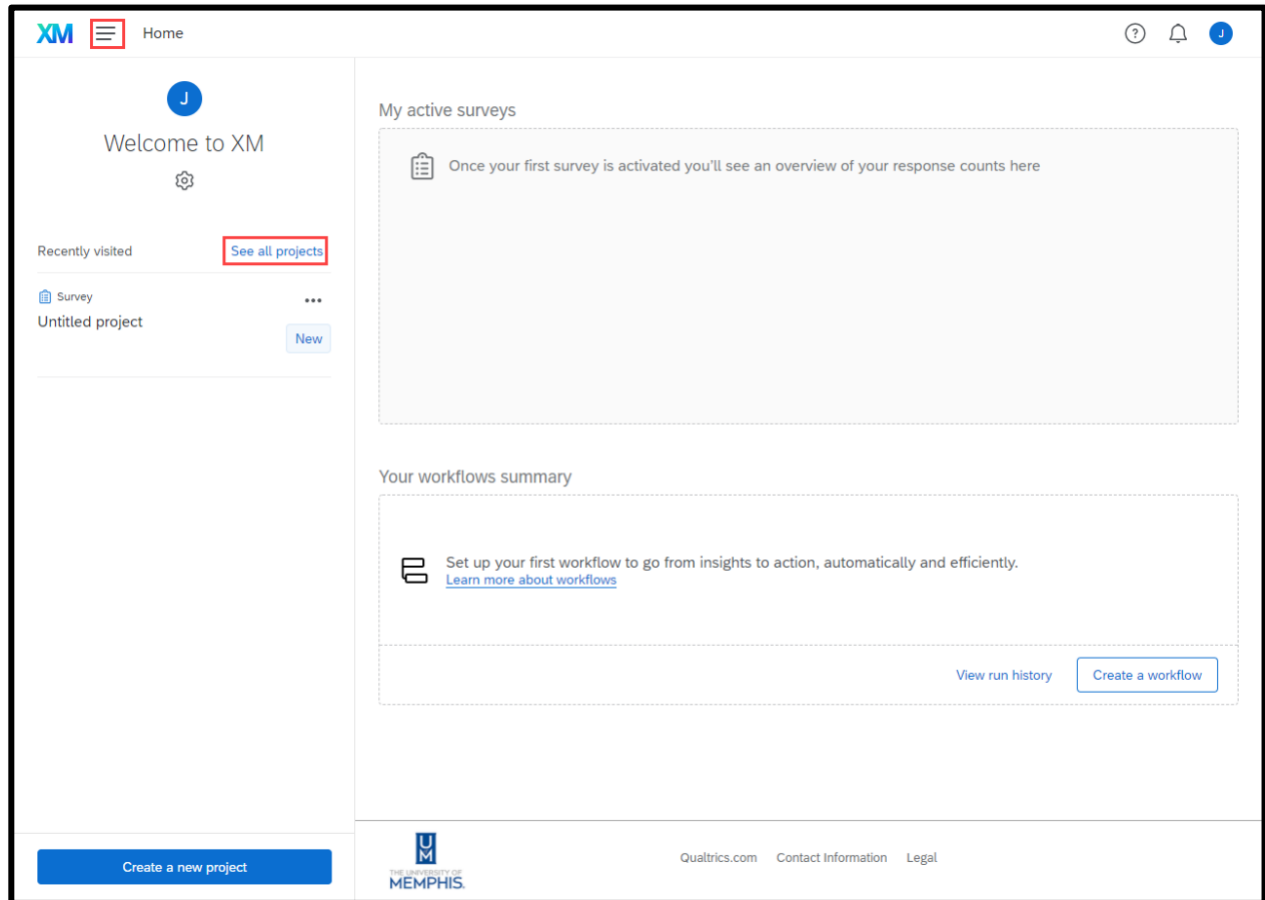 XM Home J
J
Welcome to XM
Recently visited See all projects
Survey
Untitled project
New
Create a new project
My active surveys
Once your first survey is activated you'll see an overview of your response counts here
Your workflows summary
Set up your first workflow to go from insights to action, automatically and efficiently.
Learn more about workflows
View run history Create a workflow
U
M
THE UNIVERSITY OF
MEMPHIS.
Qualtrics.com Contact Information Legal